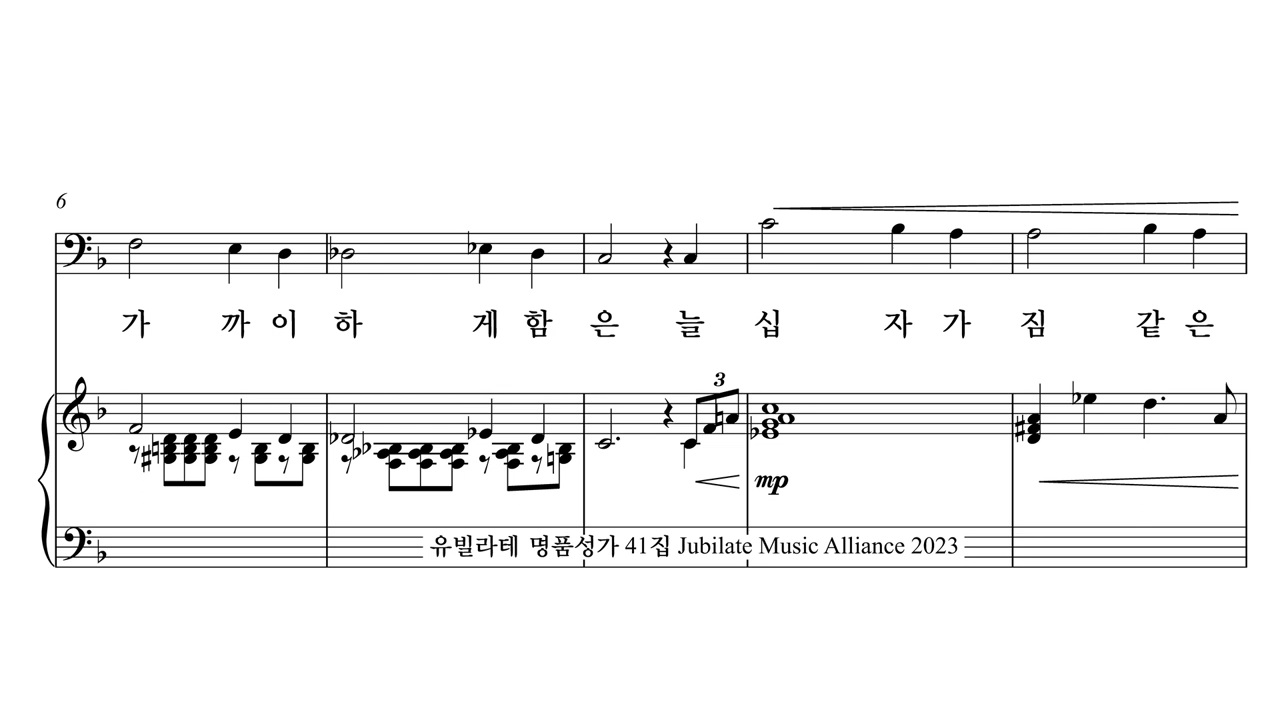 6
가 까 이 하 게 함 은 늘 십 자 가 짐 같 은
3
mp
유빌라테 명품성가 41집 Jubilate Music Alliance 2023